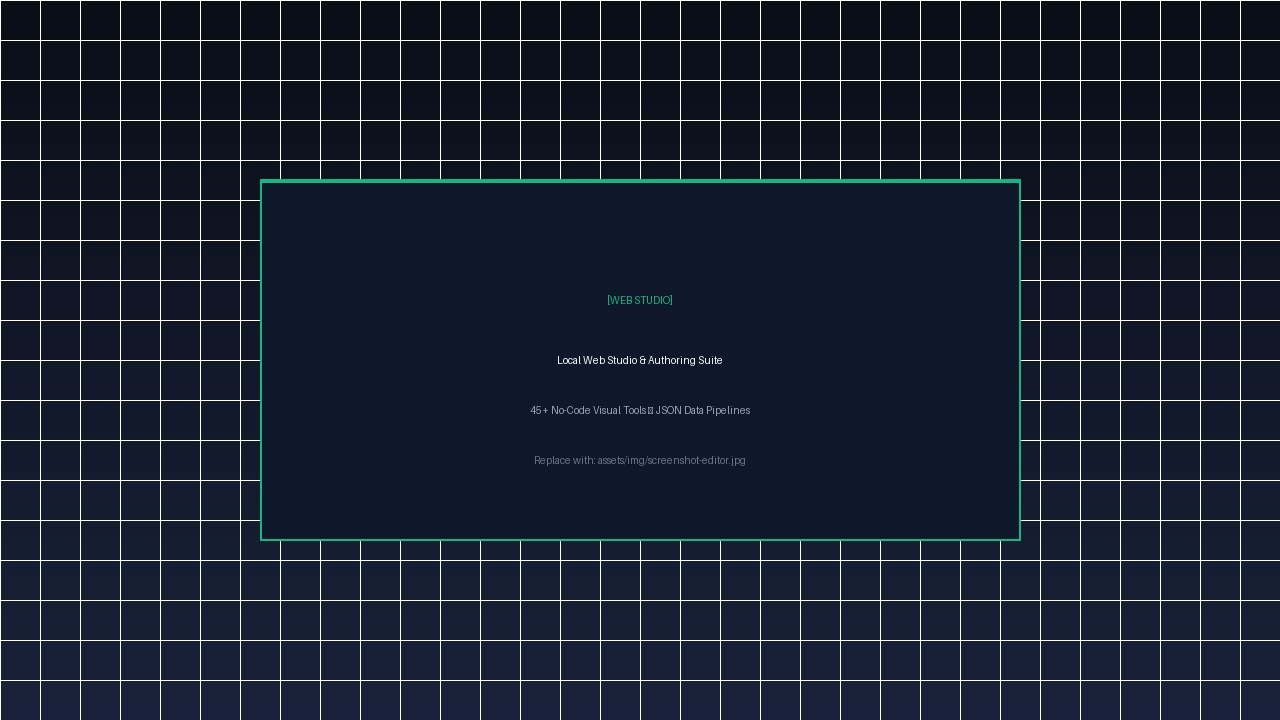 [WEB STUDIO]
Local Web Studio & Authoring Suite
45+ No-Code Visual Tools JSON Data Pipelines
Replace with: assets/img/screenshot-editor.jpg